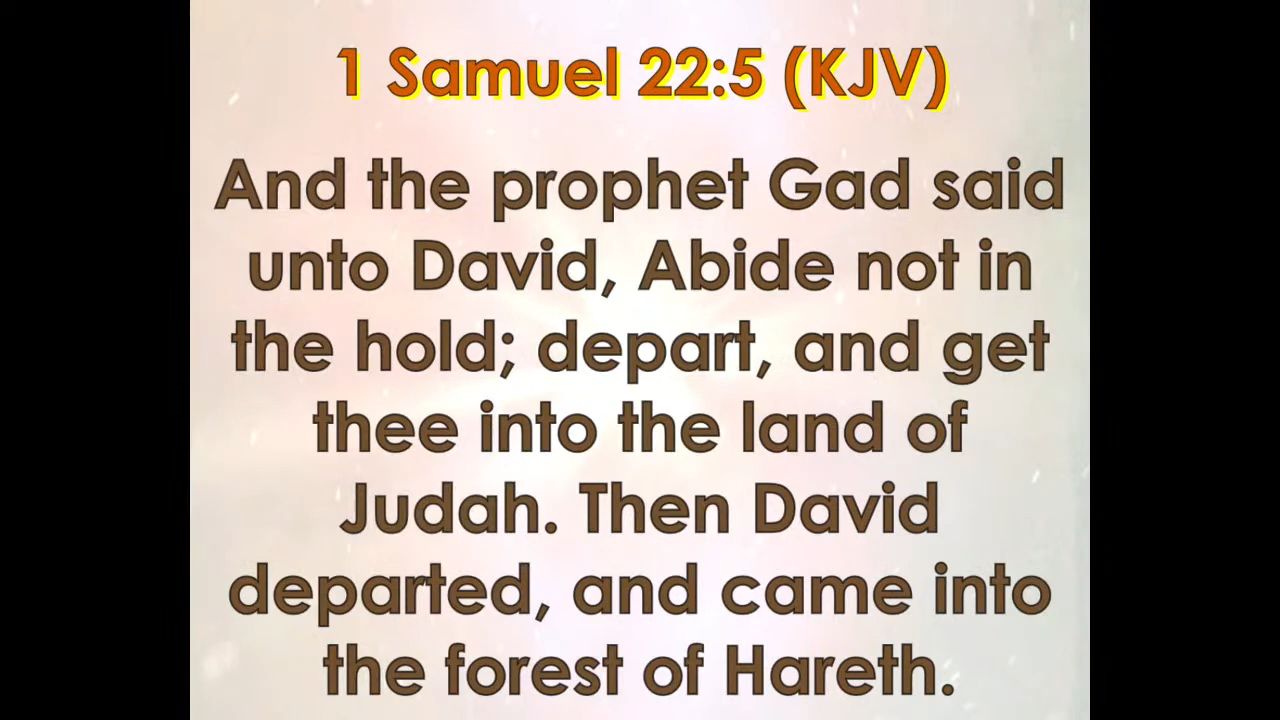 1 Samuel 22:5 (KJV)
And the prophet Gad said
unto David, Abide not in
the hold; depart, and get
thee into the land of
Judah. Then David
departed, and came into
the forest of Hareth.